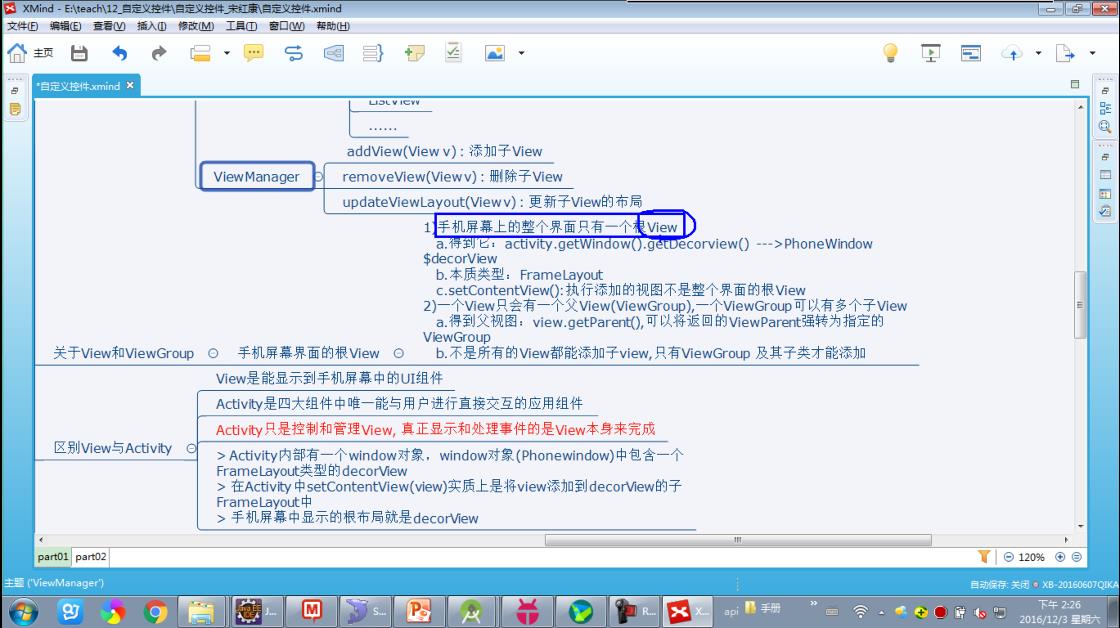 XMind - E:\teach\12_自定义控件\自定义控件_宋红康\自定义控件.xmind
文件(F) 编辑(E) 查看(V) 插入(I) 修改(M) 工具(T) 窗口(W) 帮助(H)
主页
*自定义控件.xmind
ListView
......
addView(View v) : 添加子View
ViewManager
removeView(View v) : 删除子View
updateViewLayout(View v) : 更新子View的布局
1)手机屏幕上的整个界面只有一个根View
a.得到它：activity.getWindow().getDecorview() --->PhoneWindow
$decorView
b.本质类型：FrameLayout
c.setContentView():执行添加的视图不是整个界面的根View
2)一个View只会有一个父View(ViewGroup),一个ViewGroup可以有多个子View
a.得到父视图：view.getParent(),可以将返回的ViewParent强转为指定的
ViewGroup
关于View和ViewGroup 手机屏幕界面的根View
b.不是所有的View都能添加子view,只有ViewGroup 及其子类才能添加
View是能显示到手机屏幕中的UI组件
Activity是四大组件中唯一能与用户进行直接交互的应用组件
Activity只是控制和管理View, 真正显示和处理事件的是View本身来完成
区别View与Activity
> Activity内部有一个window对象，window对象(Phonewindow)中包含一个
FrameLayout类型的decorView
> 在Activity中setContentView(view)实质上是将view添加到decorView的子
FrameLayout中
> 手机屏幕中显示的根布局就是decorView
part01 part02
120%
主题 ('ViewManager')
自动保存: 关闭 XB-20160607QIKA
J... S... R... X... api 手册
下午 2:26
2016/12/3 星期六